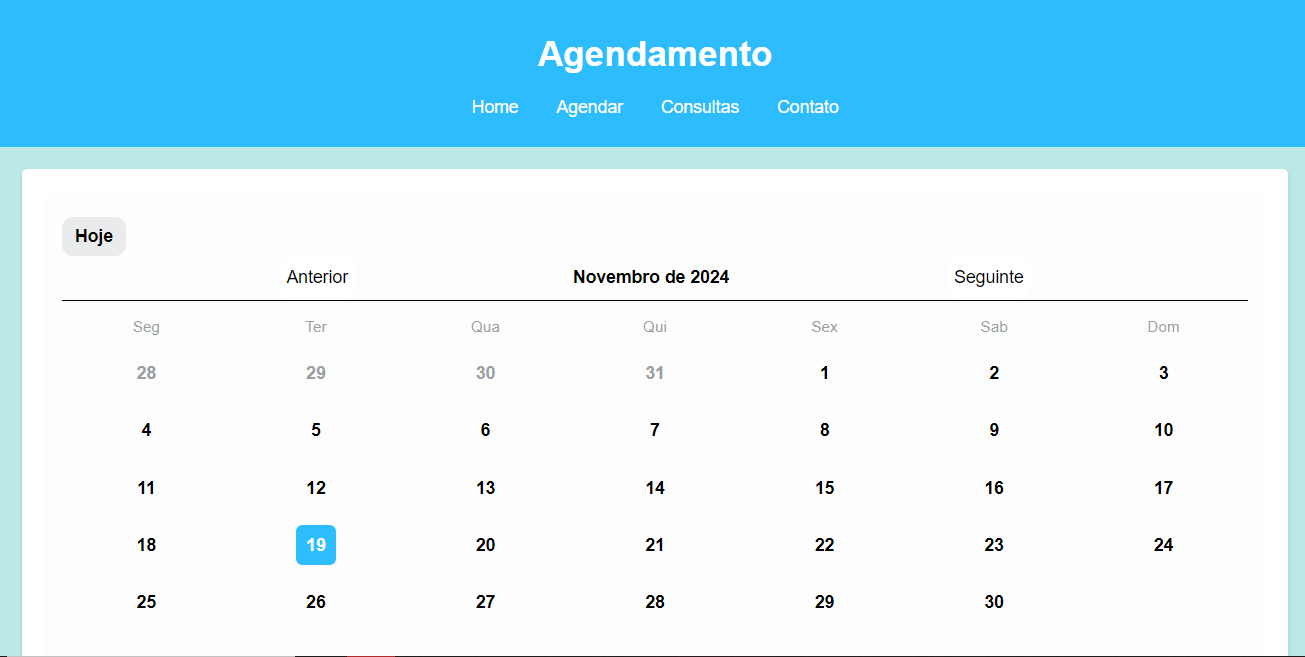 Agendamento
Home Agendar Consultas Contato
Hoje
Anterior Novembro de 2024 Seguinte
Seg Ter Qua Qui Sex Sab Dom
28 29 30 31 1 2 3
4 5 6 7 8 9 10
11 12 13 14 15 16 17
18 19 20 21 22 23 24
25 26 27 28 29 30